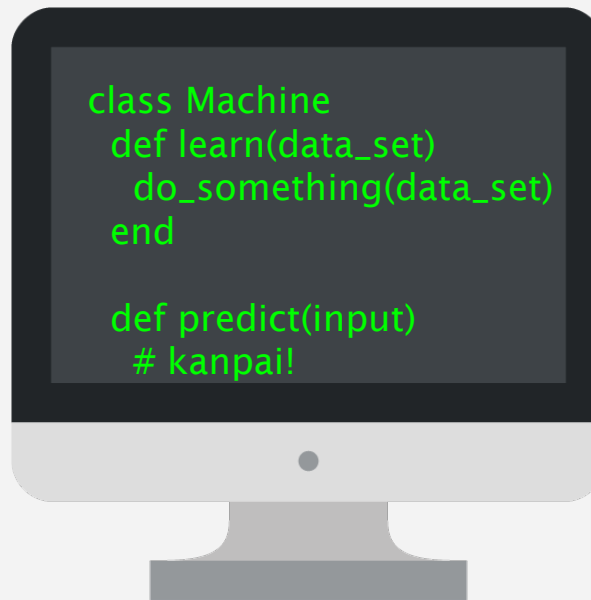 class Machine
def learn(data_set)
do_something(data_set)
end
def predict(input)
# kanpai!